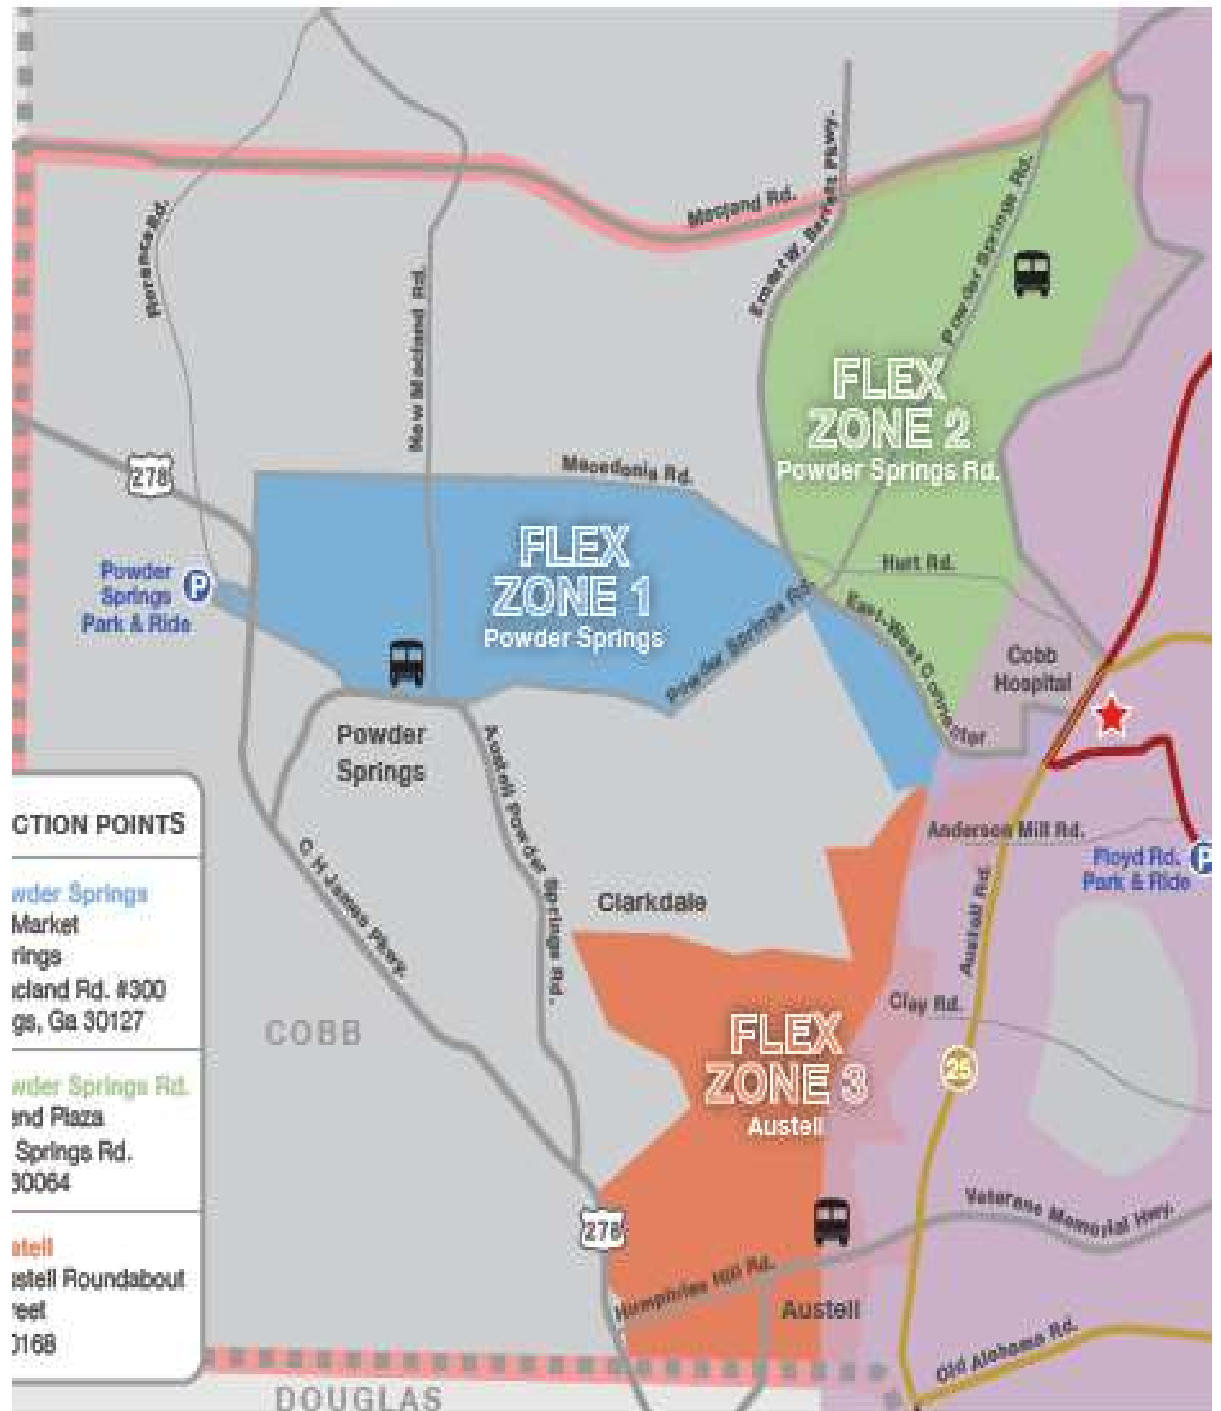 Macland Rd.
Ernest W. Barrett Pkwy.
Powder Springs Rd.
Florence Rd.
New Macland Rd.
FLEX
ZONE 2
Powder Springs Rd.
278
Macedonia Rd.
FLEX
ZONE 1
Powder Springs
Hurt Rd.
Powder
Springs
Park & Ride
P
Powder Springs Rd.
East-West Connector
Cobb
Hospital
Powder
Springs
Austell Powder Springs Rd.
C H James Pkwy.
CTION POINTS
wder Springs
Market
rings
acland Rd. #300
gs, Ga 30127
wder Springs Rd.
end Plaza
Springs Rd.
30064
stell
ustell Roundabout
reet
0168
Anderson Mill Rd.
Floyd Rd.
Park & Ride
P
Clarkdale
Austell Rd.
Clay Rd.
COBB
FLEX
ZONE 3
Austell
25
Veterans Memorial Hwy.
278
Humphries Hill Rd.
Austell
Old Alabama Rd.
DOUGLAS